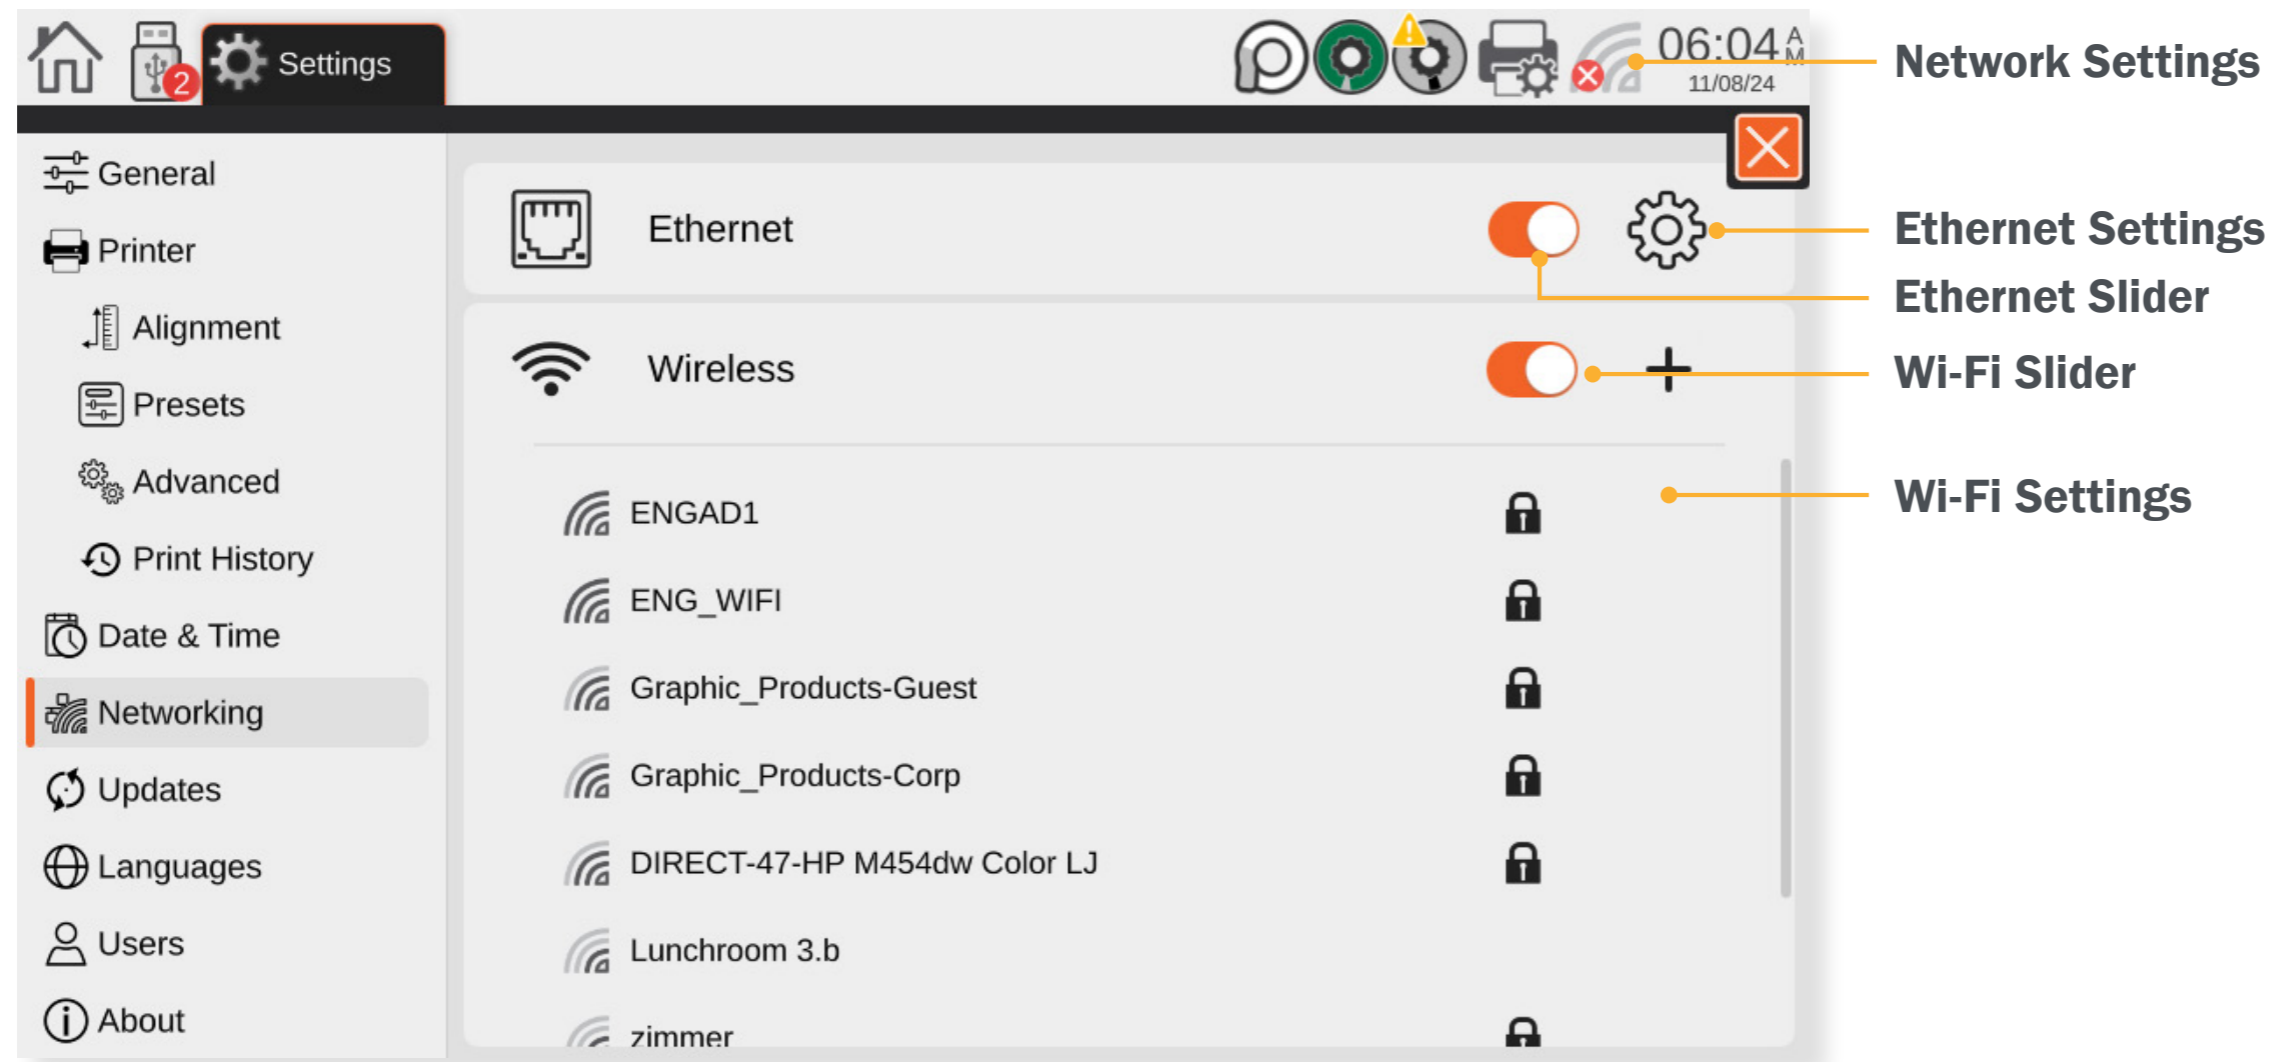 2
Settings
06:04 AM
11/08/24
Network Settings
General
Printer
Alignment
Presets
Advanced
Print History
Date & Time
Networking
Updates
Languages
Users
About
Ethernet
Ethernet Settings
Ethernet Slider
Wireless
Wi-Fi Slider
Wi-Fi Settings
ENGAD1
ENG_WIFI
Graphic_Products-Guest
Graphic_Products-Corp
DIRECT-47-HP M454dw Color LJ
Lunchroom 3.b
zimmer